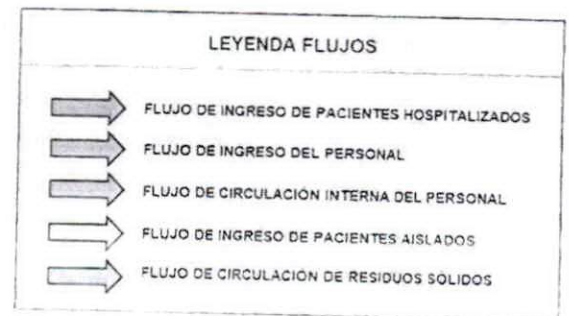 LEYENDA FLUJOS
FLUJO DE INGRESO DE PACIENTES HOSPITALIZADOS
FLUJO DE INGRESO DEL PERSONAL
FLUJO DE CIRCULACIÓN INTERNA DEL PERSONAL
FLUJO DE INGRESO DE PACIENTES AISLADOS
FLUJO DE CIRCULACIÓN DE RESIDUOS SÓLIDOS